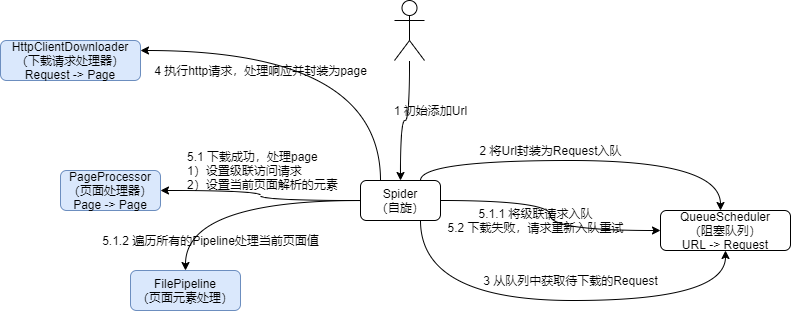 HttpClientDownloader
（下载请求处理器）
Request -> Page
4 执行http请求，处理响应并封装为page
1 初始添加Url
2 将Url封装为Request入队
5.1 下载成功，处理page
1）设置级联访问请求
2）设置当前页面解析的元素
PageProcessor
（页面处理器）
Page -> Page
Spider
（自旋）
5.1.1 将级联请求入队
5.2 下载失败，请求重新入队重试
QueueScheduler
（阻塞队列）
URL -> Request
5.1.2 遍历所有的Pipeline处理当前页面值
3 从队列中获取待下载的Request
FilePipeline
（页面元素处理）